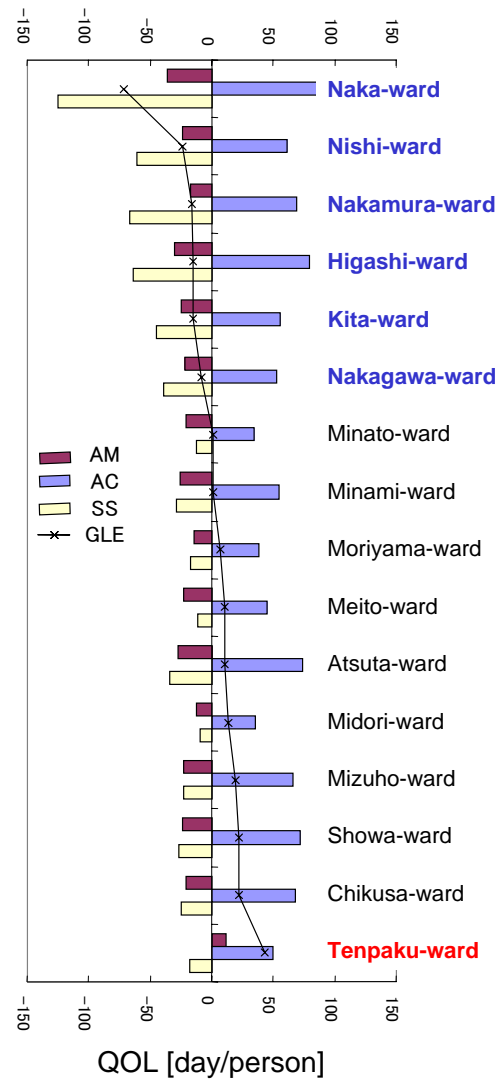 -150
-100
-50
0
50
100
150
Naka-ward
Nishi-ward
Nakamura-ward
Higashi-ward
Kita-ward
Nakagawa-ward
Minato-ward
Minami-ward
Moriyama-ward
Meito-ward
Atsuta-ward
Midori-ward
Mizuho-ward
Showa-ward
Chikusa-ward
Tenpaku-ward
AM
AC
SS
GLE
-150
-100
-50
0
50
100
150
QOL [day/person]